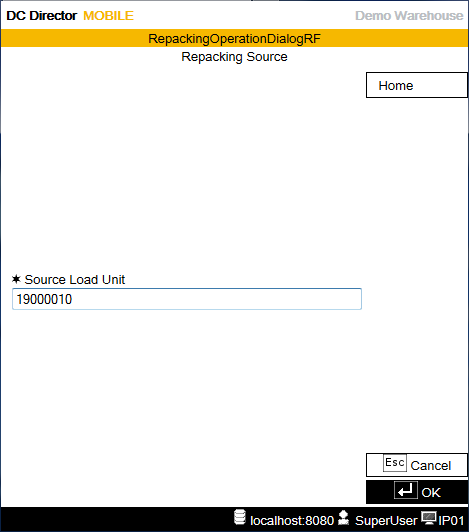 DC Director MOBILE Demo Warehouse
RepackingOperationDialogRF
Repacking Source
Home
✶ Source Load Unit
19000010
Esc Cancel
OK
localhost:8080 SuperUser IP01